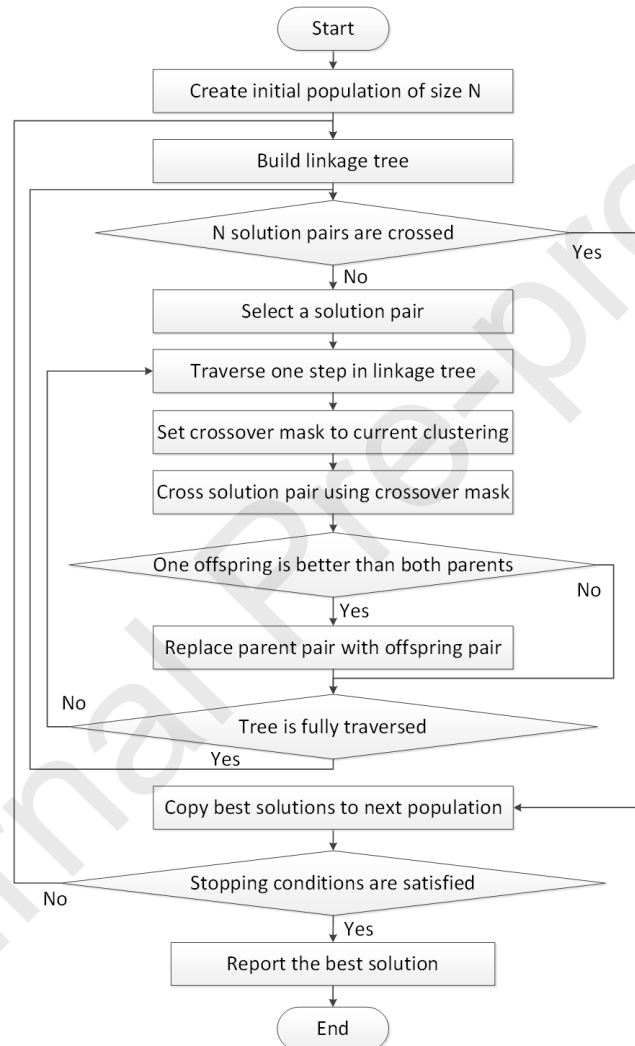 Start
Create initial population of size N
Build linkage tree
N solution pairs are crossed
Yes
No
Select a solution pair
Traverse one step in linkage tree
Set crossover mask to current clustering
Cross solution pair using crossover mask
One offspring is better than both parents
No
Yes
Replace parent pair with offspring pair
No
Tree is fully traversed
Yes
Copy best solutions to next population
Stopping conditions are satisfied
No
Yes
Report the best solution
End
rnal Pre-pro